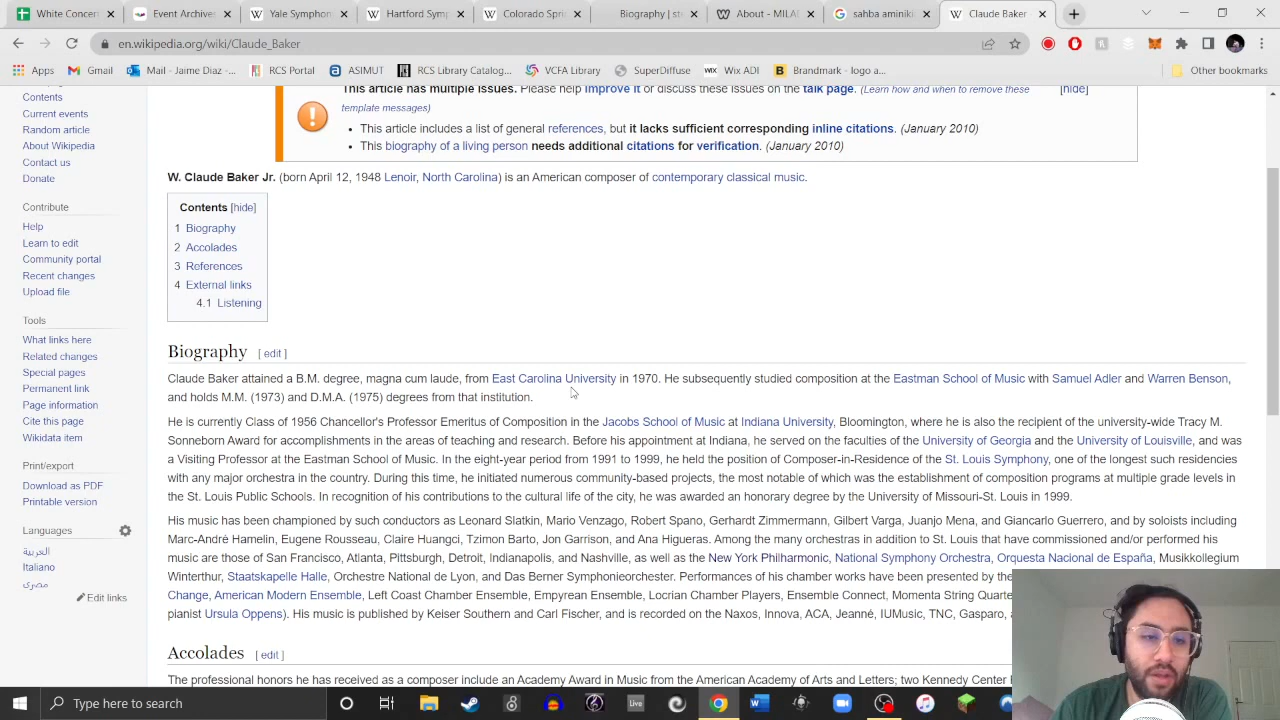 White Concern
Event Archives
Yale Symphon
Hartford Symp
Colorado Sprin
Biography | st
About - MILAD
sahba aminikia
Claude Baker -
en.wikipedia.org/wiki/Claude_Baker
Apps
Gmail
Mail - Jaime Diaz -...
RCS Portal
ASIMUT
RCS Library Catalog...
VCFA Library
SuperDiffuse
Wix ADI
Brandmark - logo a...
Other bookmarks
Contents
Current events
Random article
About Wikipedia
Contact us
Donate
Contribute
Help
Learn to edit
Community portal
Recent changes
Upload file
Tools
What links here
Related changes
Special pages
Permanent link
Page information
Cite this page
Wikidata item
Print/export
Download as PDF
Printable version
Languages
العربية
Italiano
مصرى
Edit links
This article has multiple issues. Please help improve it or discuss these issues on the talk page. (Learn how and when to remove these
template messages)
[hide]
• This article includes a list of general references, but it lacks sufficient corresponding inline citations. (January 2010)
• This biography of a living person needs additional citations for verification. (January 2010)
W. Claude Baker Jr. (born April 12, 1948 Lenoir, North Carolina) is an American composer of contemporary classical music.
Contents [hide]
1 Biography
2 Accolades
3 References
4 External links
4.1 Listening
Biography [ edit ]
Claude Baker attained a B.M. degree, magna cum laude, from East Carolina University in 1970. He subsequently studied composition at the Eastman School of Music with Samuel Adler and Warren Benson,
and holds M.M. (1973) and D.M.A. (1975) degrees from that institution.
He is currently Class of 1956 Chancellor's Professor Emeritus of Composition in the Jacobs School of Music at Indiana University, Bloomington, where he is also the recipient of the university-wide Tracy M.
Sonneborn Award for accomplishments in the areas of teaching and research. Before his appointment at Indiana, he served on the faculties of the University of Georgia and the University of Louisville, and was
a Visiting Professor at the Eastman School of Music. In the eight-year period from 1991 to 1999, he held the position of Composer-in-Residence of the St. Louis Symphony, one of the longest such residencies
with any major orchestra in the country. During this time, he initiated numerous community-based projects, the most notable of which was the establishment of composition programs at multiple grade levels in
the St. Louis Public Schools. In recognition of his contributions to the cultural life of the city, he was awarded an honorary degree by the University of Missouri-St. Louis in 1999.
His music has been championed by such conductors as Leonard Slatkin, Mario Venzago, Robert Spano, Gerhardt Zimmermann, Gilbert Varga, Juanjo Mena, and Giancarlo Guerrero, and by soloists including
Marc-André Hamelin, Eugene Rousseau, Claire Huangci, Tzimon Barto, Jon Garrison, and Ana Higueras. Among the many orchestras in addition to St. Louis that have commissioned and/or performed his
music are those of San Francisco, Atlanta, Pittsburgh, Detroit, Indianapolis, and Nashville, as well as the New York Philharmonic, National Symphony Orchestra, Orquesta Nacional de España, Musikkollegium
Winterthur, Staatskapelle Halle, Orchestre National de Lyon, and Das Berner Symphonieorchester. Performances of his chamber works have been presented by the
Change, American Modern Ensemble, Left Coast Chamber Ensemble, Empyrean Ensemble, Locrian Chamber Players, Ensemble Connect, Momenta String Quarte
pianist Ursula Oppens). His music is published by Keiser Southern and Carl Fischer, and is recorded on the Naxos, Innova, ACA, Jeanné, IUMusic, TNC, Gasparo, a
Accolades [ edit ]
The professional honors he has received as a composer include an Academy Award in Music from the American Academy of Arts and Letters; two Kennedy Center
Type here to search
Live